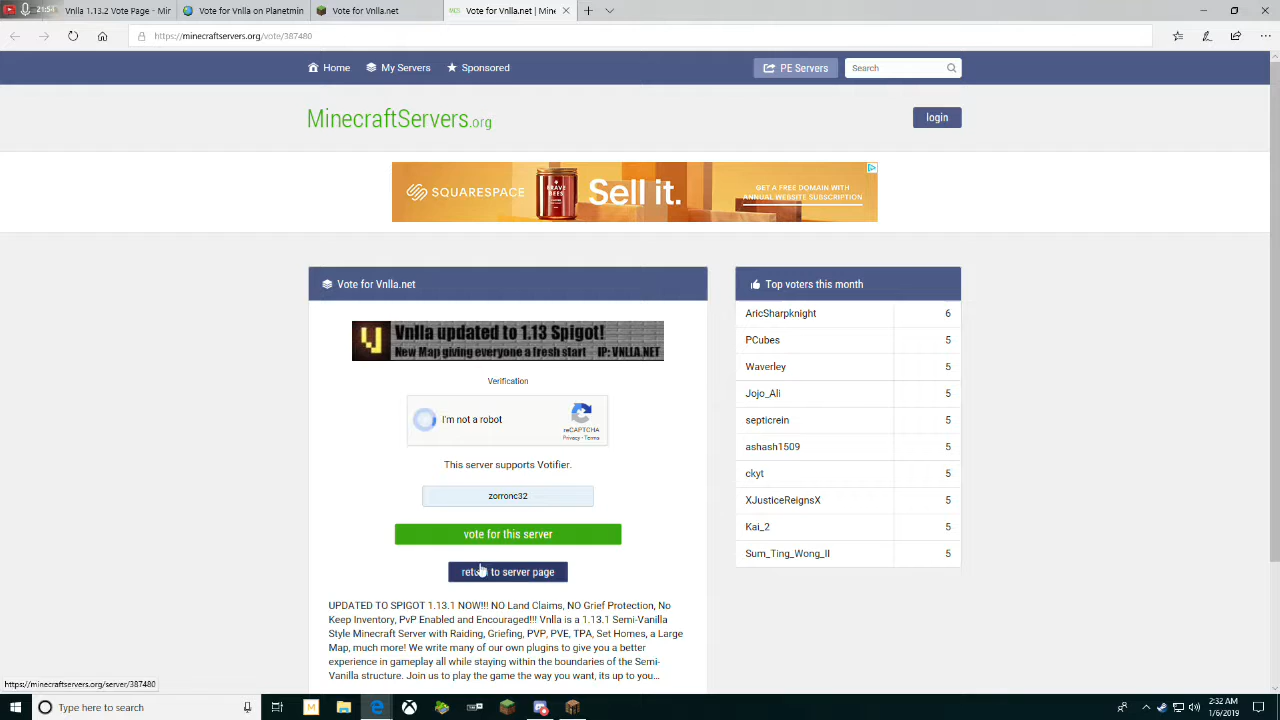 21:54
Vnlla 1.13.2 Vote Page - Mir
Vote for Vnlla on Planetmin
Vote for Vnlla.net
Vote for Vnlla.net | Mine
https://minecraftservers.org/vote/387480
Home
My Servers
Sponsored
PE Servers
Search
MinecraftServers.org
login
SQUARESPACE
BRAVE BEES
Sell it.
GET A FREE DOMAIN WITH
ANNUAL WEBSITE SUBSCRIPTION
Vote for Vnlla.net
Vnlla updated to 1.13 Spigot!
New Map giving everyone a fresh start IP: VNLLA.NET
Verification
I'm not a robot
reCAPTCHA
Privacy - Terms
This server supports Votifier.
zorronc32
vote for this server
return to server page
UPDATED TO SPIGOT 1.13.1 NOW!!! NO Land Claims, NO Grief Protection, No
Keep Inventory, PvP Enabled and Encouraged!!! Vnlla is a 1.13.1 Semi-Vanilla
Style Minecraft Server with Raiding, Griefing, PVP, PVE, TPA, Set Homes, a Large
Map, much more! We write many of our own plugins to give you a better
experience in gameplay all while staying within the boundaries of the Semi-
Vanilla structure. Join us to play the game the way you want, its up to you...
Top voters this month
AricSharpknight 6
PCubes 5
Waverley 5
Jojo_Ali 5
septicrein 5
ashash1509 5
ckyt 5
XJusticeReignsX 5
Kai_2 5
Sum_Ting_Wong_II 5
https://minecraftservers.org/server/387480
Type here to search
2:32 AM
1/6/2019